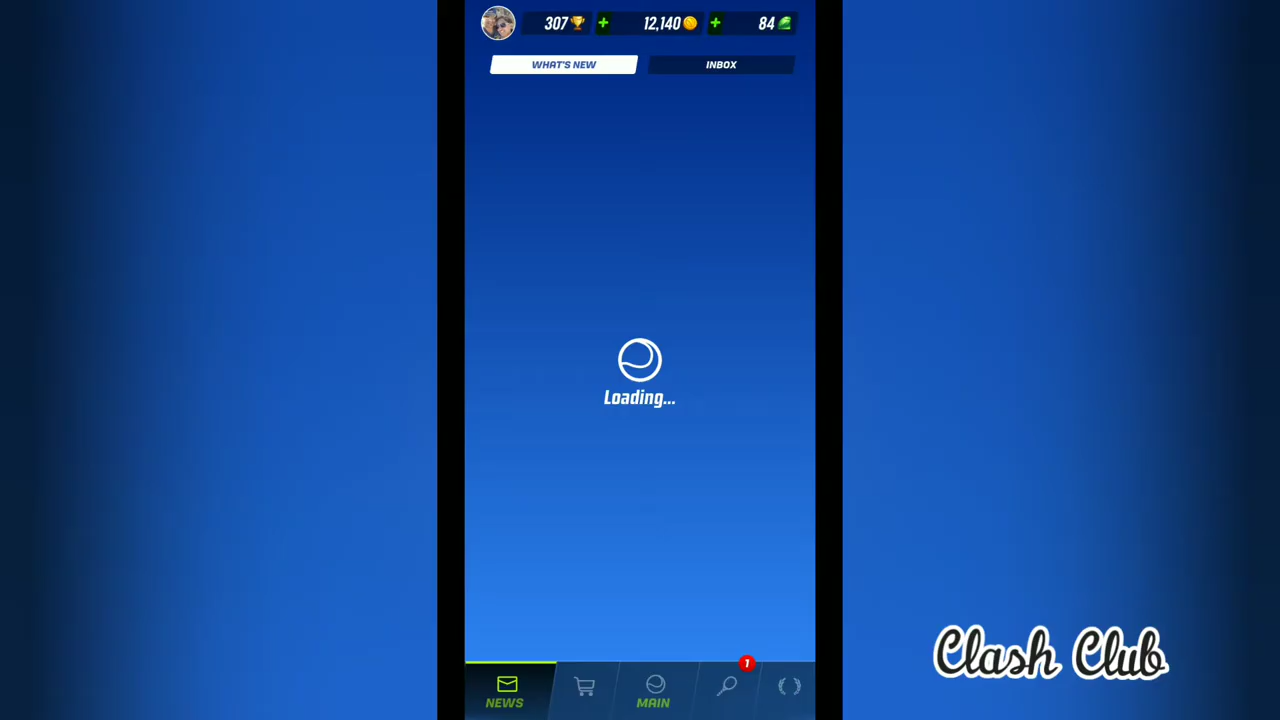 307 + 12,140 + 84
WHAT'S NEW INBOX
Loading...
1
NEWS MAIN
Clash Club